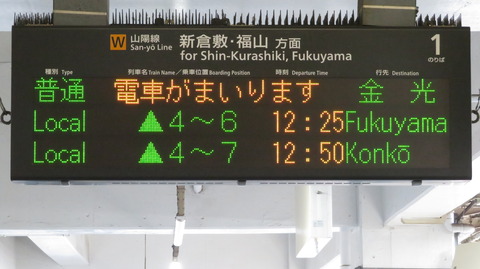 W 山陽線 San-yō Line 新倉敷・福山 方面 for Shin-Kurashiki, Fukuyama 1 のりば
種別 Type 列車名 Train Name／乗車位置 Boarding Position 時刻 Departure Time 行先 Destination
普通 電車がまいります 金光
Local ▲4～6 12:25 Fukuyama
Local ▲4～7 12:50 Konkō